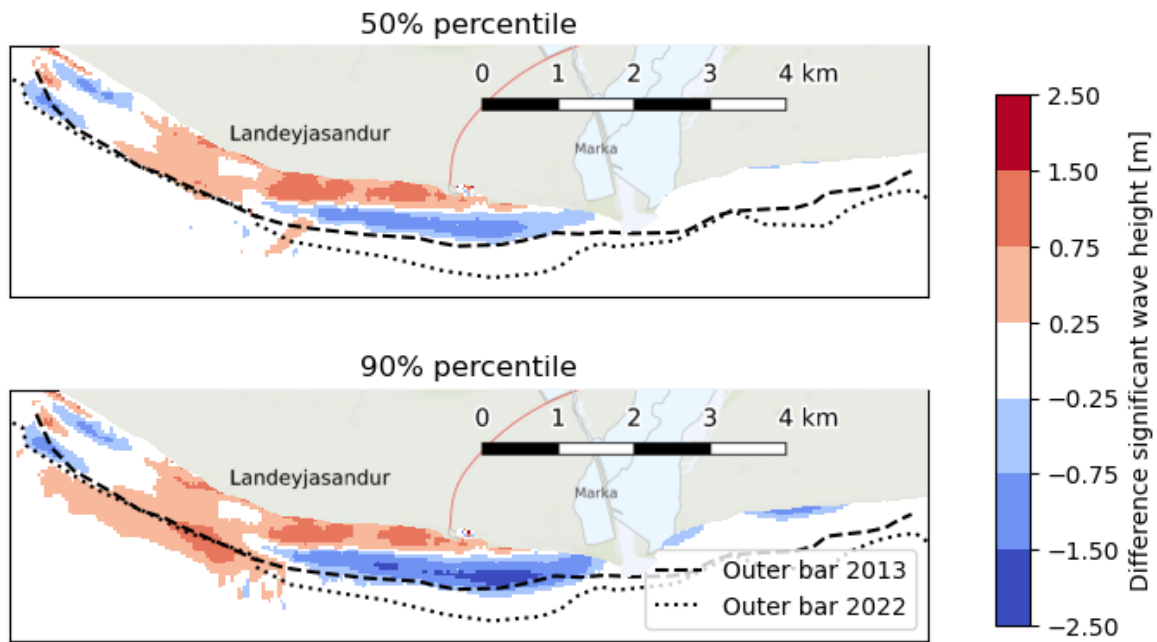 50% percentile
0 1 2 3 4 km
Landeyjasandur
Marka
90% percentile
0 1 2 3 4 km
Landeyjasandur
Marka
Outer bar 2013
Outer bar 2022
2.50
1.50
0.75
0.25
−0.25
−0.75
−1.50
−2.50
Difference significant wave height [m]